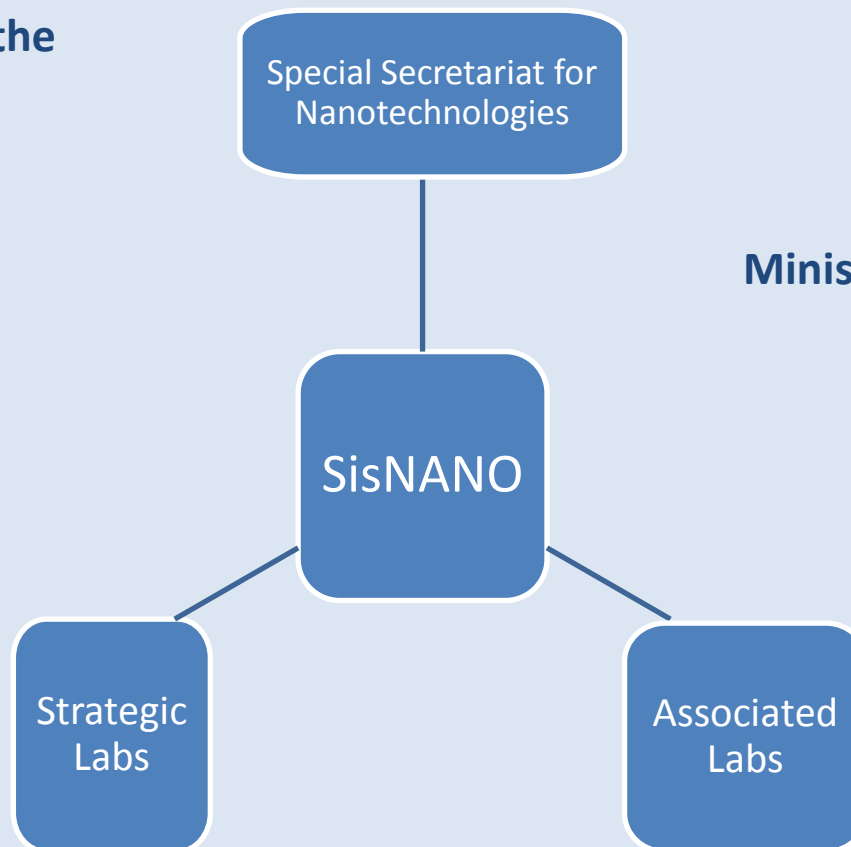 the
Special Secretariat for
Nanotechnologies
Minis
SisNANO
Strategic
Labs
Associated
Labs